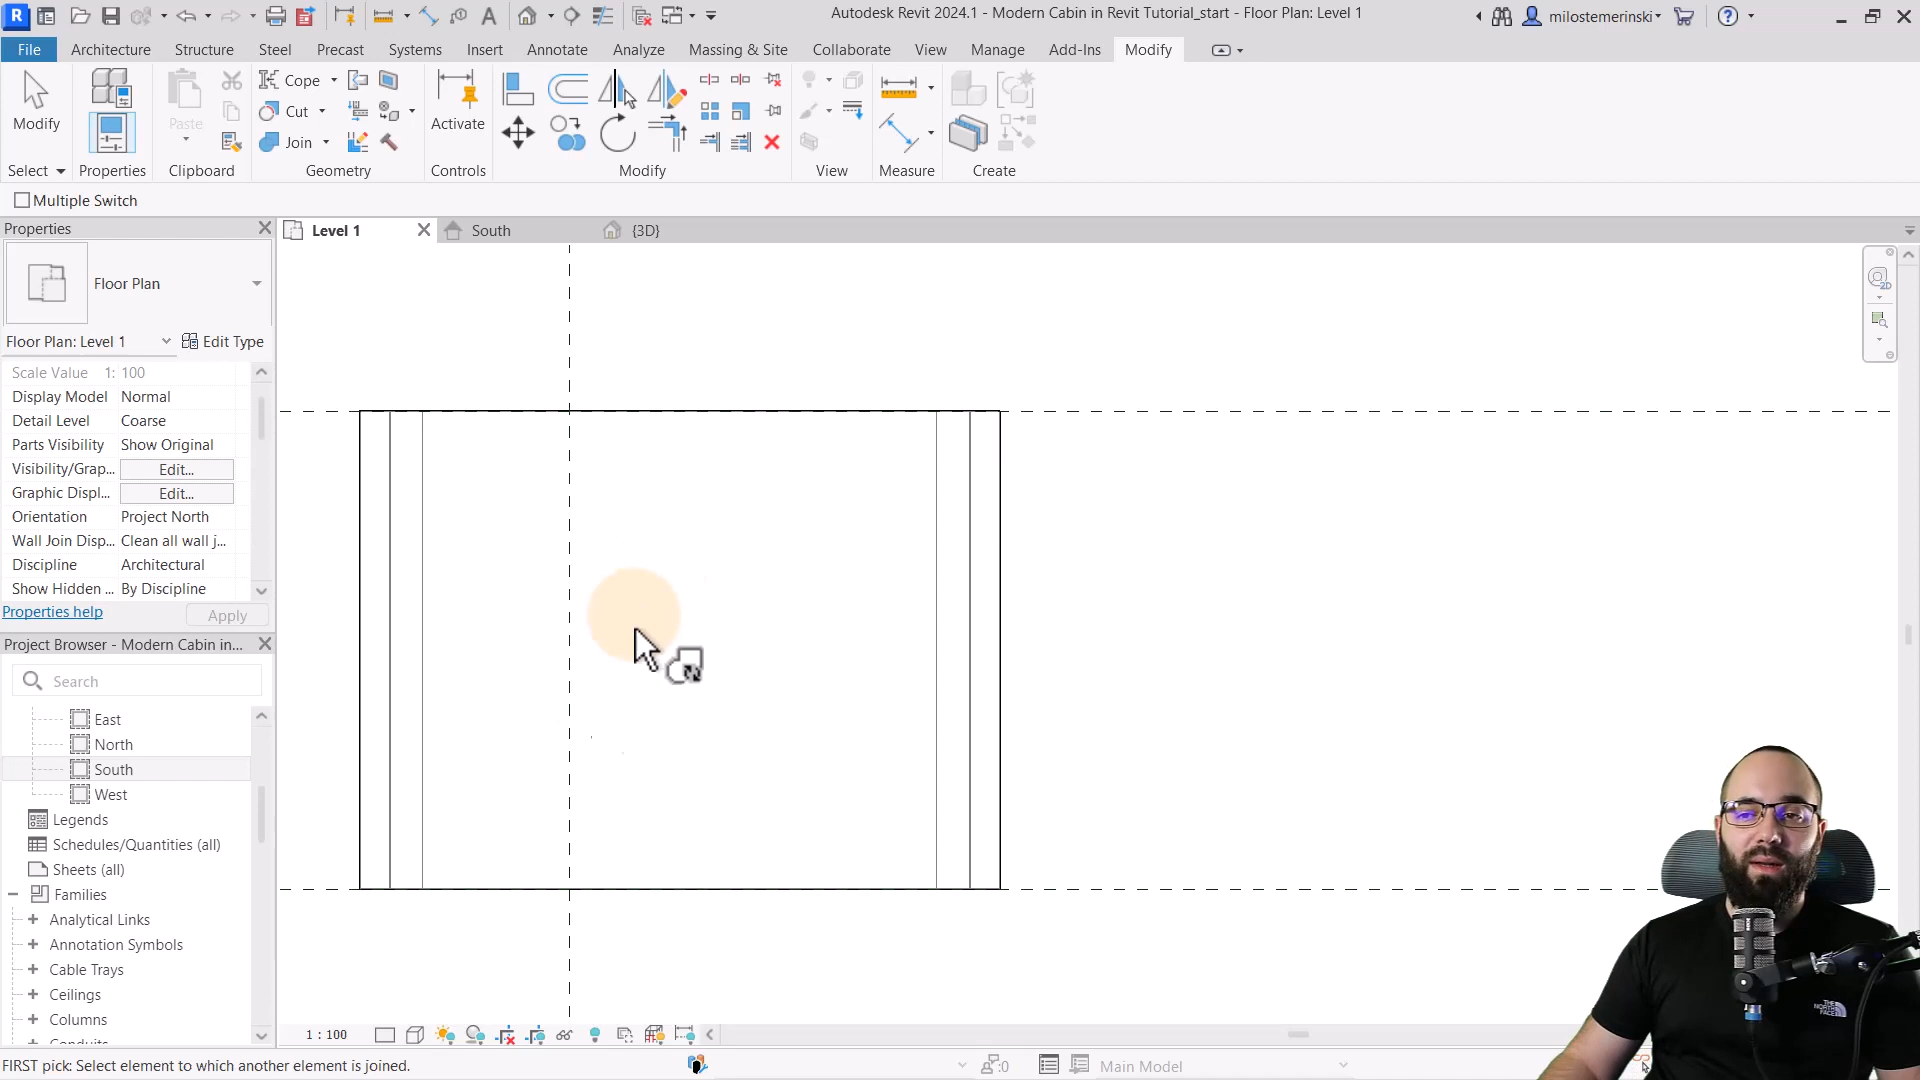 Autodesk Revit 2024.1 - Modern Cabin in Revit Tutorial_start - Floor Plan: Level 1
milostemerinski
File Architecture Structure Steel Precast Systems Insert Annotate Analyze Massing & Site Collaborate View Manage Add-Ins Modify
Modify
Paste
Cope
Cut
Join
Activate
Select Properties Clipboard Geometry Controls Modify View Measure Create
Multiple Switch
Properties
Level 1 South {3D}
Floor Plan
Floor Plan: Level 1 Edit Type
Scale Value 1: 100
Display Model Normal
Detail Level Coarse
Parts Visibility Show Original
Visibility/Grap... Edit...
Graphic Displ... Edit...
Orientation Project North
Wall Join Disp... Clean all wall j...
Discipline Architectural
Show Hidden ... By Discipline
Properties help Apply
Project Browser - Modern Cabin in...
Search
East
North
South
West
Legends
Schedules/Quantities (all)
Sheets (all)
Families
Analytical Links
Annotation Symbols
Cable Trays
Ceilings
Columns
1 : 100
FIRST pick: Select element to which another element is joined.
:0
Main Model
THE NORTH FACE